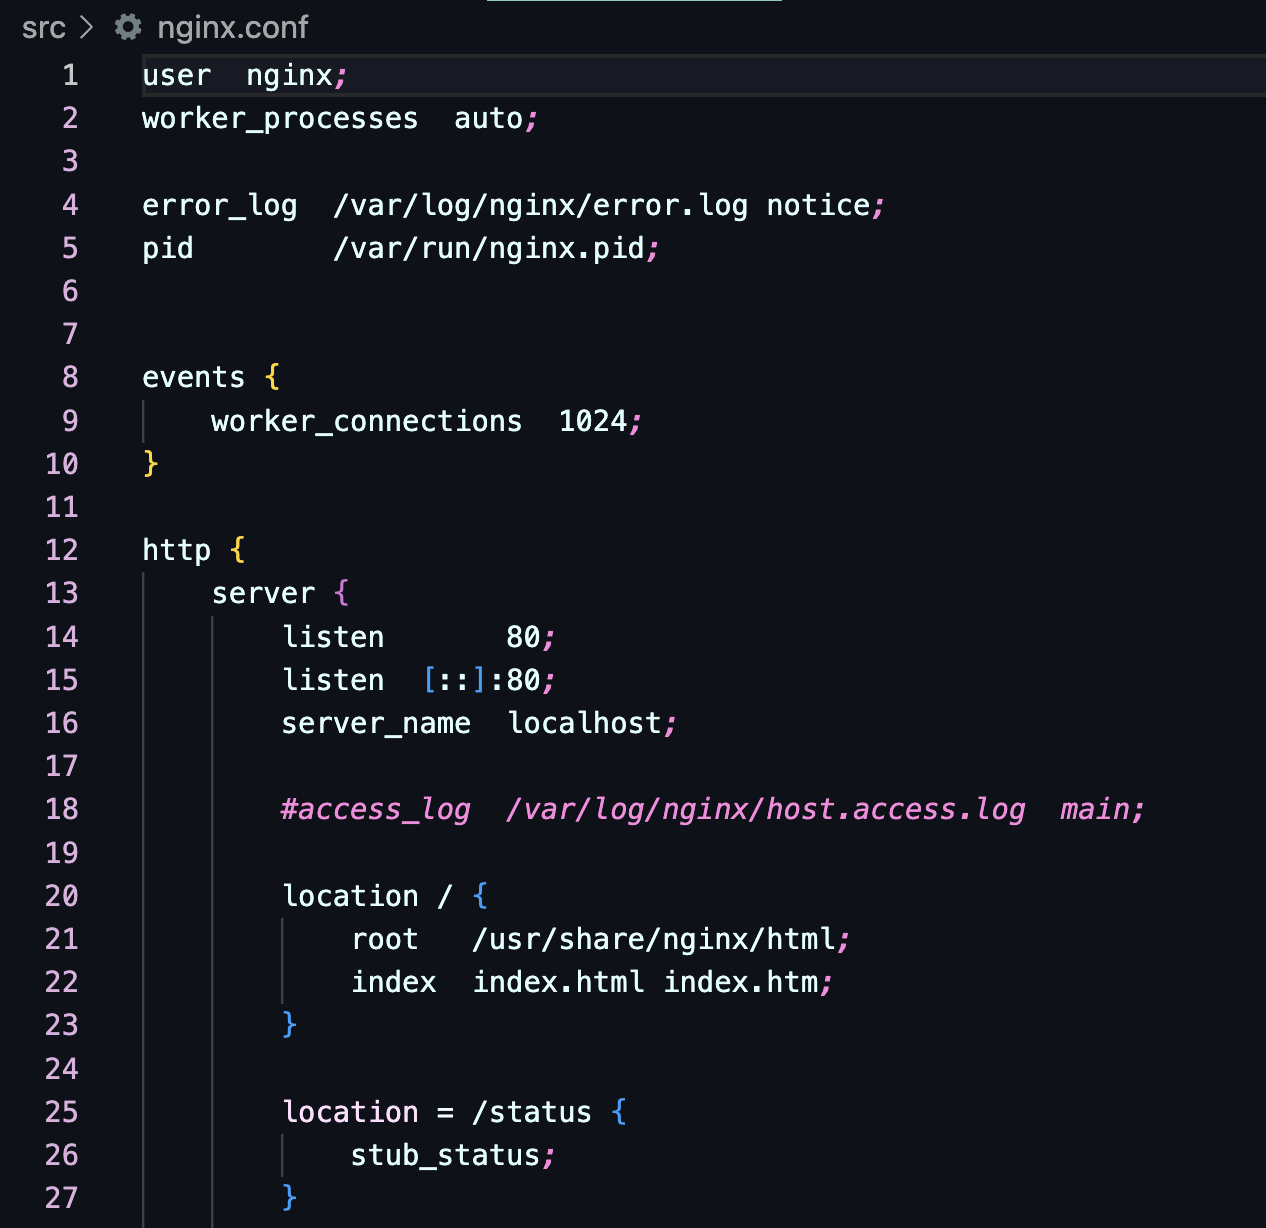 src > nginx.conf
1 user  nginx;
2 worker_processes  auto;
3
4 error_log  /var/log/nginx/error.log notice;
5 pid        /var/run/nginx.pid;
6
7
8 events {
9     worker_connections  1024;
10 }
11
12 http {
13     server {
14         listen       80;
15         listen  [::]:80;
16         server_name  localhost;
17
18         #access_log  /var/log/nginx/host.access.log  main;
19
20         location / {
21             root   /usr/share/nginx/html;
22             index  index.html index.htm;
23         }
24
25         location = /status {
26             stub_status;
27         }